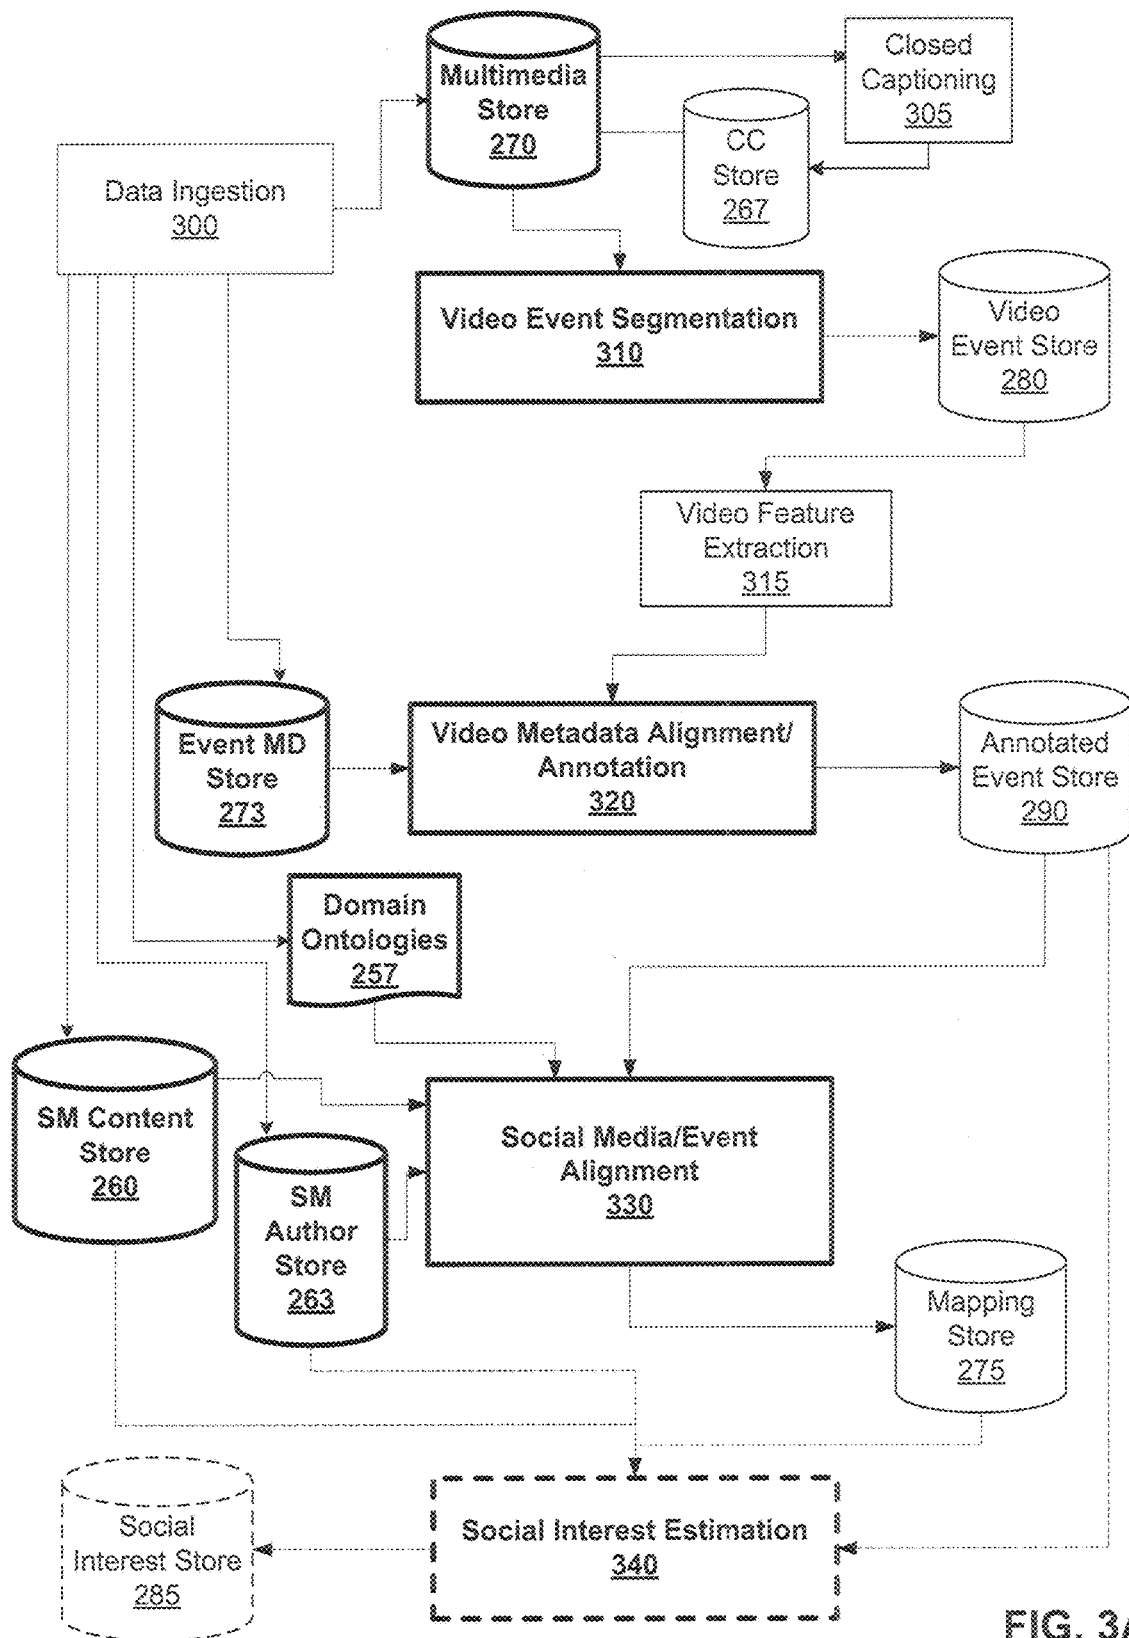 Multimedia
Store
270
Closed
Captioning
305
CC
Store
267
Data Ingestion
300
Video Event Segmentation
310
Video
Event Store
280
Video Feature
Extraction
315
Event MD
Store
273
Video Metadata Alignment/
Annotation
320
Annotated
Event Store
290
Domain
Ontologies
257
SM Content
Store
260
SM
Author
Store
263
Social Media/Event
Alignment
330
Mapping
Store
275
Social
Interest Store
285
Social Interest Estimation
340
FIG. 3A